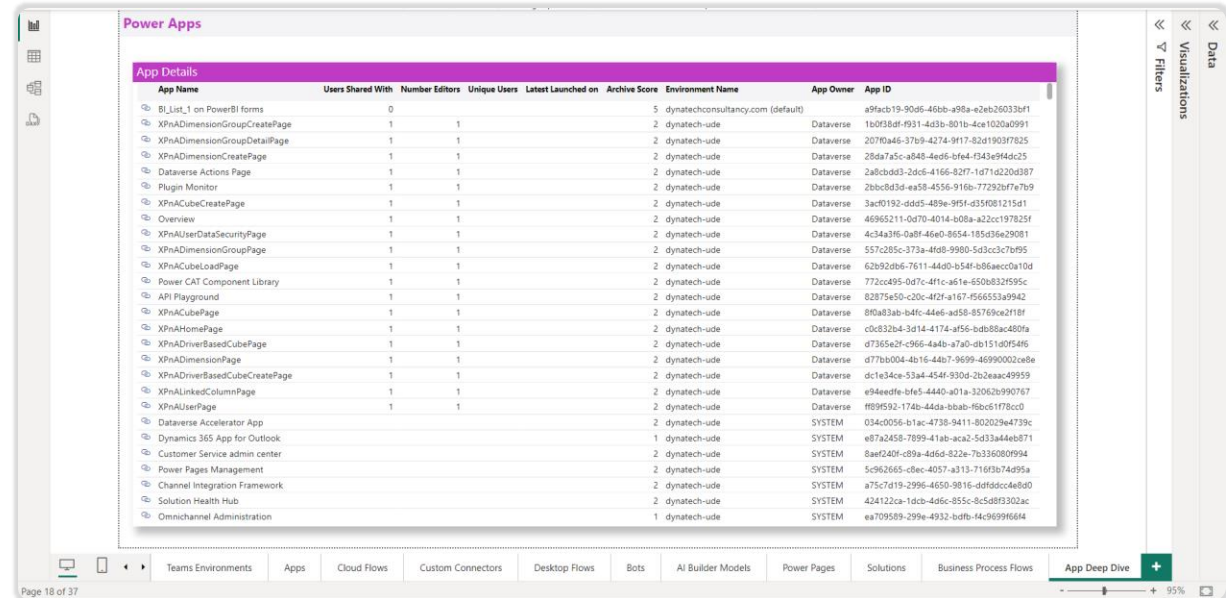 Power Apps
Filters
Visualizations
Data
App Details
App Name Users Shared With Number Editors Unique Users Latest Launched on Archive Score Environment Name App Owner App ID
BI_List_1 on PowerBI forms 0 5 dynatechconsultancy.com (default) a9facb19-90d6-46bb-a98a-e2eb26033bf1
XPnADimensionGroupCreatePage 1 1 2 dynatech-ude Dataverse 1b0f38df-f931-4d3b-801b-4ce1020a0991
XPnADimensionGroupDetailPage 1 1 2 dynatech-ude Dataverse 207f0a46-37b9-4274-9f17-82d1903f7825
XPnADimensionCreatePage 1 1 2 dynatech-ude Dataverse 28da7a5c-a848-4ed6-bfe4-f343e9f4dc25
Dataverse Actions Page 1 1 2 dynatech-ude Dataverse 2a8cbdd3-2dc6-4166-82f7-1d71d220d387
Plugin Monitor 1 1 2 dynatech-ude Dataverse 2bbc8d3d-ea58-4556-916b-77292bf7e7b9
XPnACubeCreatePage 1 1 2 dynatech-ude Dataverse 3acf0192-ddd5-489e-9f5f-d35f081215d1
Overview 1 1 2 dynatech-ude Dataverse 46965211-0d70-4014-b08a-a22cc197825f
XPnAUserDataSecurityPage 1 1 2 dynatech-ude Dataverse 4c34a3f6-0a8f-46e0-8654-185d36e29081
XPnADimensionGroupPage 1 1 2 dynatech-ude Dataverse 557c285c-373a-4fd8-9980-5d3cc3c7bf95
XPnACubeLoadPage 1 1 2 dynatech-ude Dataverse 62b92db6-7611-44d0-b54f-b86aecc0a10d
Power CAT Component Library 1 1 2 dynatech-ude Dataverse 772cc495-0d7c-4f1c-a61e-650b832f595c
API Playground 1 1 2 dynatech-ude Dataverse 82875e50-c20c-4f2f-a167-f566553a9942
XPnACubePage 1 1 2 dynatech-ude Dataverse 8f0a83ab-b4fc-44e6-ad58-85769ce2f18f
XPnAHomePage 1 1 2 dynatech-ude Dataverse c0c832b4-3d14-4174-af56-bdb88ac480fa
XPnADriverBasedCubePage 1 1 2 dynatech-ude Dataverse d7365e2f-c966-4a4b-a7a0-db151d0f54f6
XPnADimensionPage 1 1 2 dynatech-ude Dataverse d77bb004-4b16-44b7-9699-46990002ce8e
XPnADriverBasedCubeCreatePage 1 1 2 dynatech-ude Dataverse dc1e34ce-53a4-454f-930d-2b2eaac49959
XPnALinkedColumnPage 1 1 2 dynatech-ude Dataverse e94eedfe-bfe5-4440-a01a-32062b990767
XPnAUserPage 1 1 2 dynatech-ude Dataverse ff89f592-174b-44da-bbab-f6bc61f78cc0
Dataverse Accelerator App 2 dynatech-ude SYSTEM 034c0056-b1ac-4738-9411-802029e4739c
Dynamics 365 App for Outlook 1 dynatech-ude SYSTEM e87a2458-7899-41ab-aca2-5d33a44eb871
Customer Service admin center 2 dynatech-ude SYSTEM 8aef240f-c89a-4d6d-822e-7b336080f994
Power Pages Management 2 dynatech-ude SYSTEM 5c962665-c8ec-4057-a313-716f3b74d95a
Channel Integration Framework 2 dynatech-ude SYSTEM a75c7d19-2996-4650-9816-ddfddcc4e8d0
Solution Health Hub 2 dynatech-ude SYSTEM 424122ca-1dcb-4d6c-855c-8c5d8f3302ac
Omnichannel Administration 1 dynatech-ude SYSTEM ea709589-299e-4932-bdfb-f4c9699f66f4
Teams Environments Apps Cloud Flows Custom Connectors Desktop Flows Bots AI Builder Models Power Pages Solutions Business Process Flows App Deep Dive +
Page 18 of 37 - + 95%